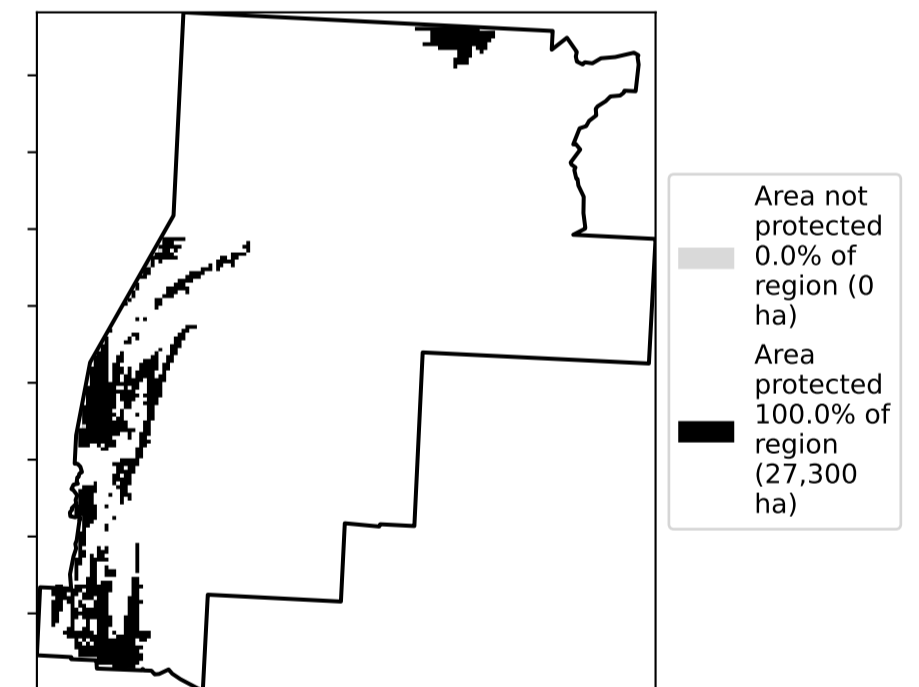 Area not
protected
0.0% of
region (0
ha)
Area
protected
100.0% of
region
(27,300
ha)